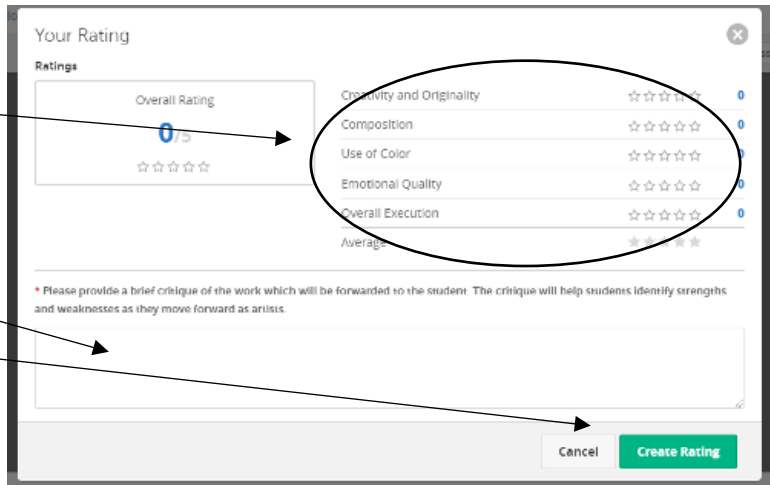 Your Rating
Ratings
Overall Rating
0/5
Creativity and Originality 0
Composition 0
Use of Color 0
Emotional Quality 0
Overall Execution 0
Average
* Please provide a brief critique of the work which will be forwarded to the student. The critique will help students identify strengths
and weaknesses as they move forward as artists.
Cancel Create Rating